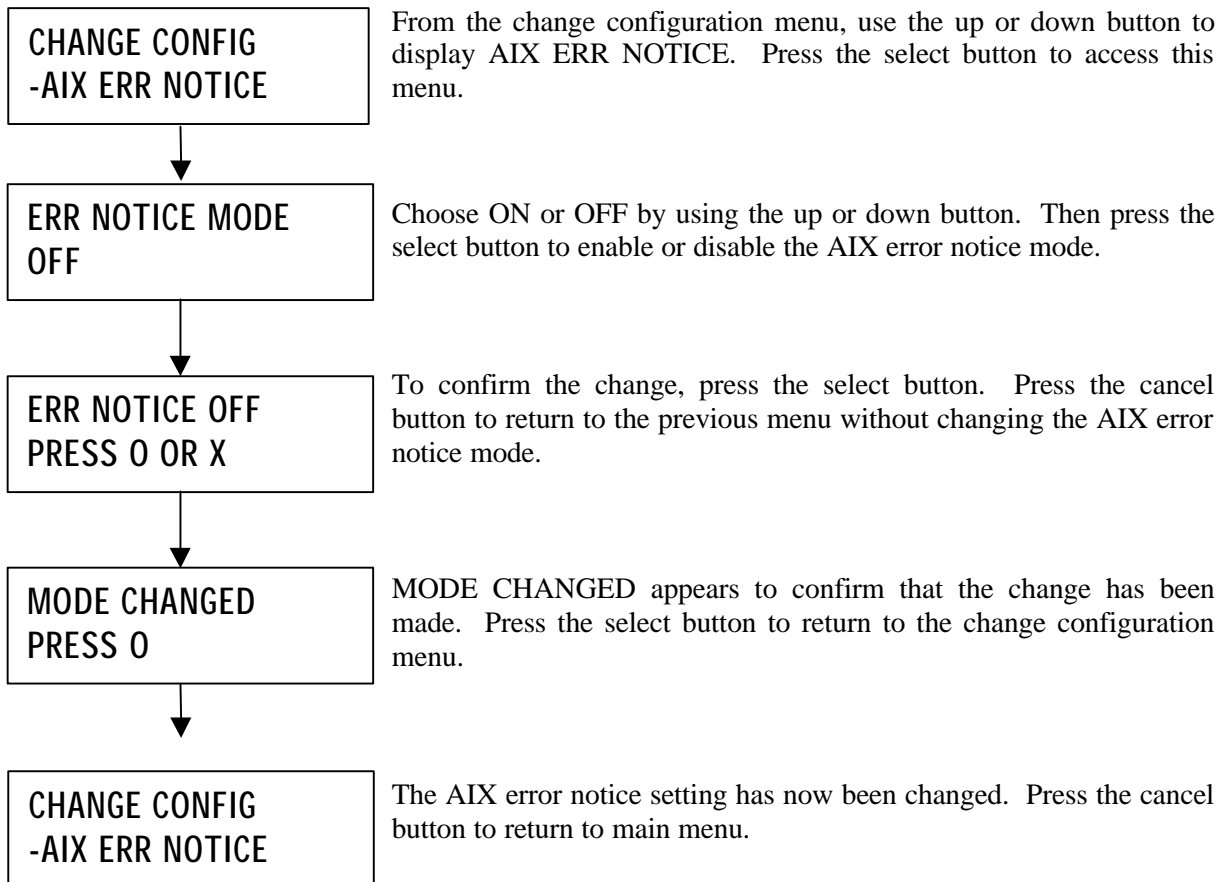 CHANGE CONFIG
-AIX ERR NOTICE
From the change configuration menu, use the up or down button to
display AIX ERR NOTICE. Press the select button to access this
menu.
ERR NOTICE MODE
OFF
Choose ON or OFF by using the up or down button. Then press the
select button to enable or disable the AIX error notice mode.
ERR NOTICE OFF
PRESS O OR X
To confirm the change, press the select button. Press the cancel
button to return to the previous menu without changing the AIX error
notice mode.
MODE CHANGED
PRESS O
MODE CHANGED appears to confirm that the change has been
made. Press the select button to return to the change configuration
menu.
CHANGE CONFIG
-AIX ERR NOTICE
The AIX error notice setting has now been changed. Press the cancel
button to return to main menu.